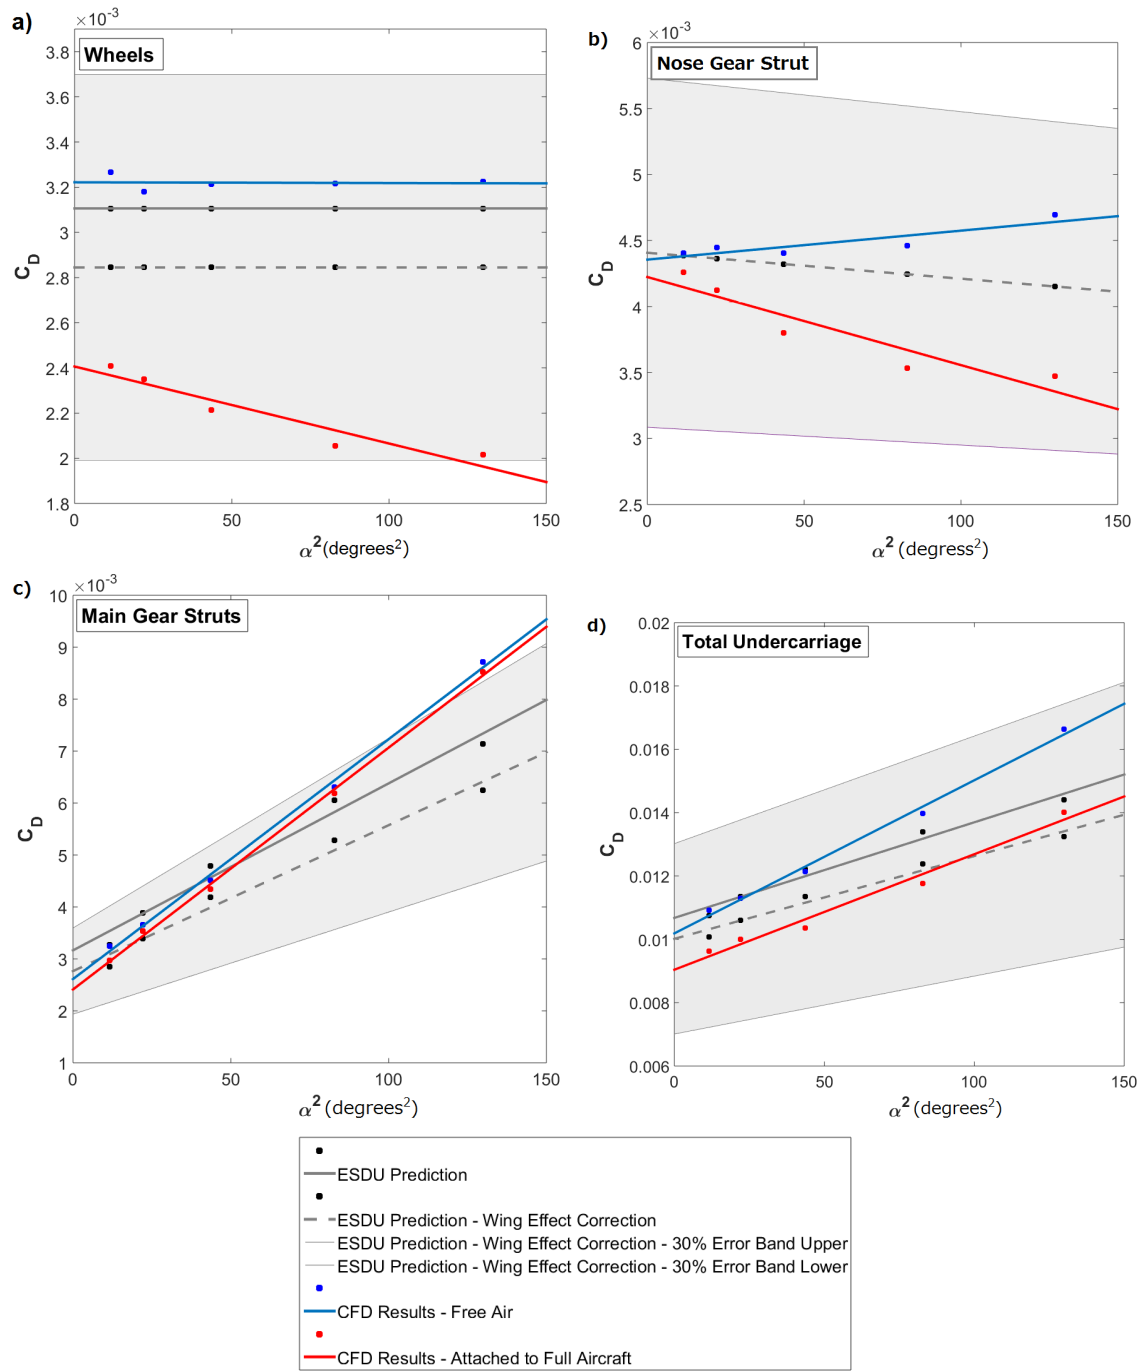 a)
×10⁻³
Wheels
3.8
3.6
3.4
3.2
3
2.8
2.6
2.4
2.2
2
1.8
C_D
0 50 100 150
α² (degrees²)
b)
×10⁻³
Nose Gear Strut
6
5.5
5
4.5
4
3.5
3
2.5
C_D
0 50 100 150
α² (degress²)
c)
×10⁻³
Main Gear Struts
10
9
8
7
6
5
4
3
2
1
C_D
0 50 100 150
α² (degrees²)
d)
Total Undercarriage
0.02
0.018
0.016
0.014
0.012
0.01
0.008
0.006
C_D
0 50 100 150
α² (degrees²)
ESDU Prediction
ESDU Prediction - Wing Effect Correction
ESDU Prediction - Wing Effect Correction - 30% Error Band Upper
ESDU Prediction - Wing Effect Correction - 30% Error Band Lower
CFD Results - Free Air
CFD Results - Attached to Full Aircraft